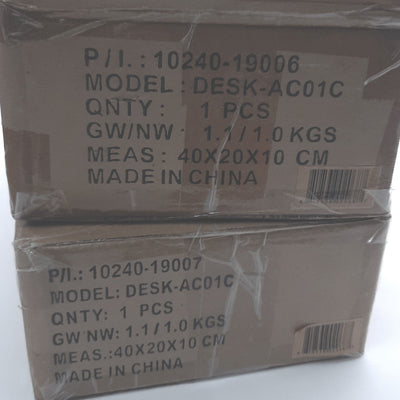 P/I.: 10240-19006
MODEL: DESK-AC01C
QNTY: 1 PCS
GW/NW: 1.1/1.0 KGS
MEAS: 40X20X10 CM
MADE IN CHINA
P/I.: 10240-19007
MODEL: DESK-AC01C
QNTY: 1 PCS
GW/NW: 1.1/1.0 KGS
MEAS.:40X20X10 CM
MADE IN CHINA